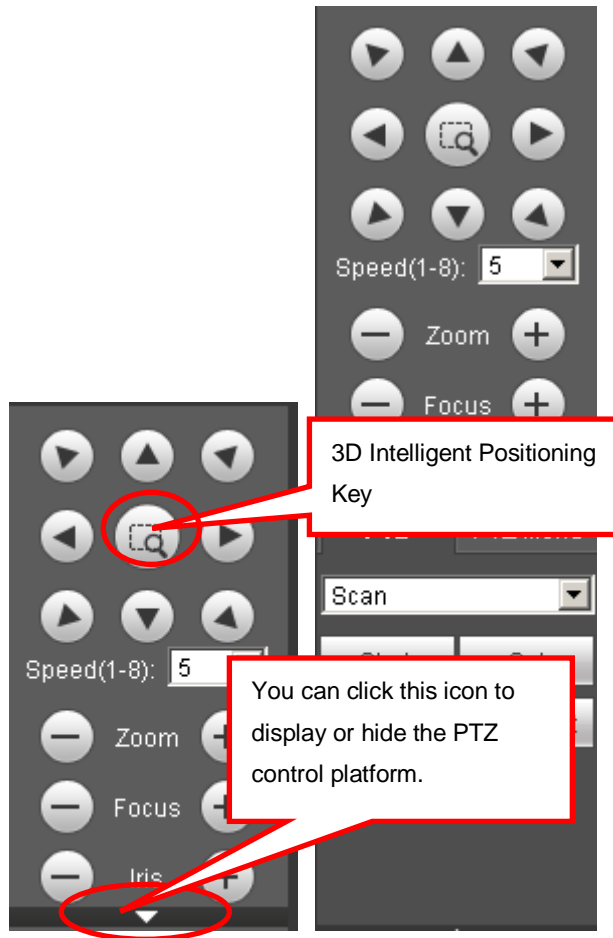 Speed(1-8): 5
Zoom
Focus
3D Intelligent Positioning
Key
Scan
Speed(1-8): 5
Zoom
Focus
Iris
You can click this icon to
display or hide the PTZ
control platform.